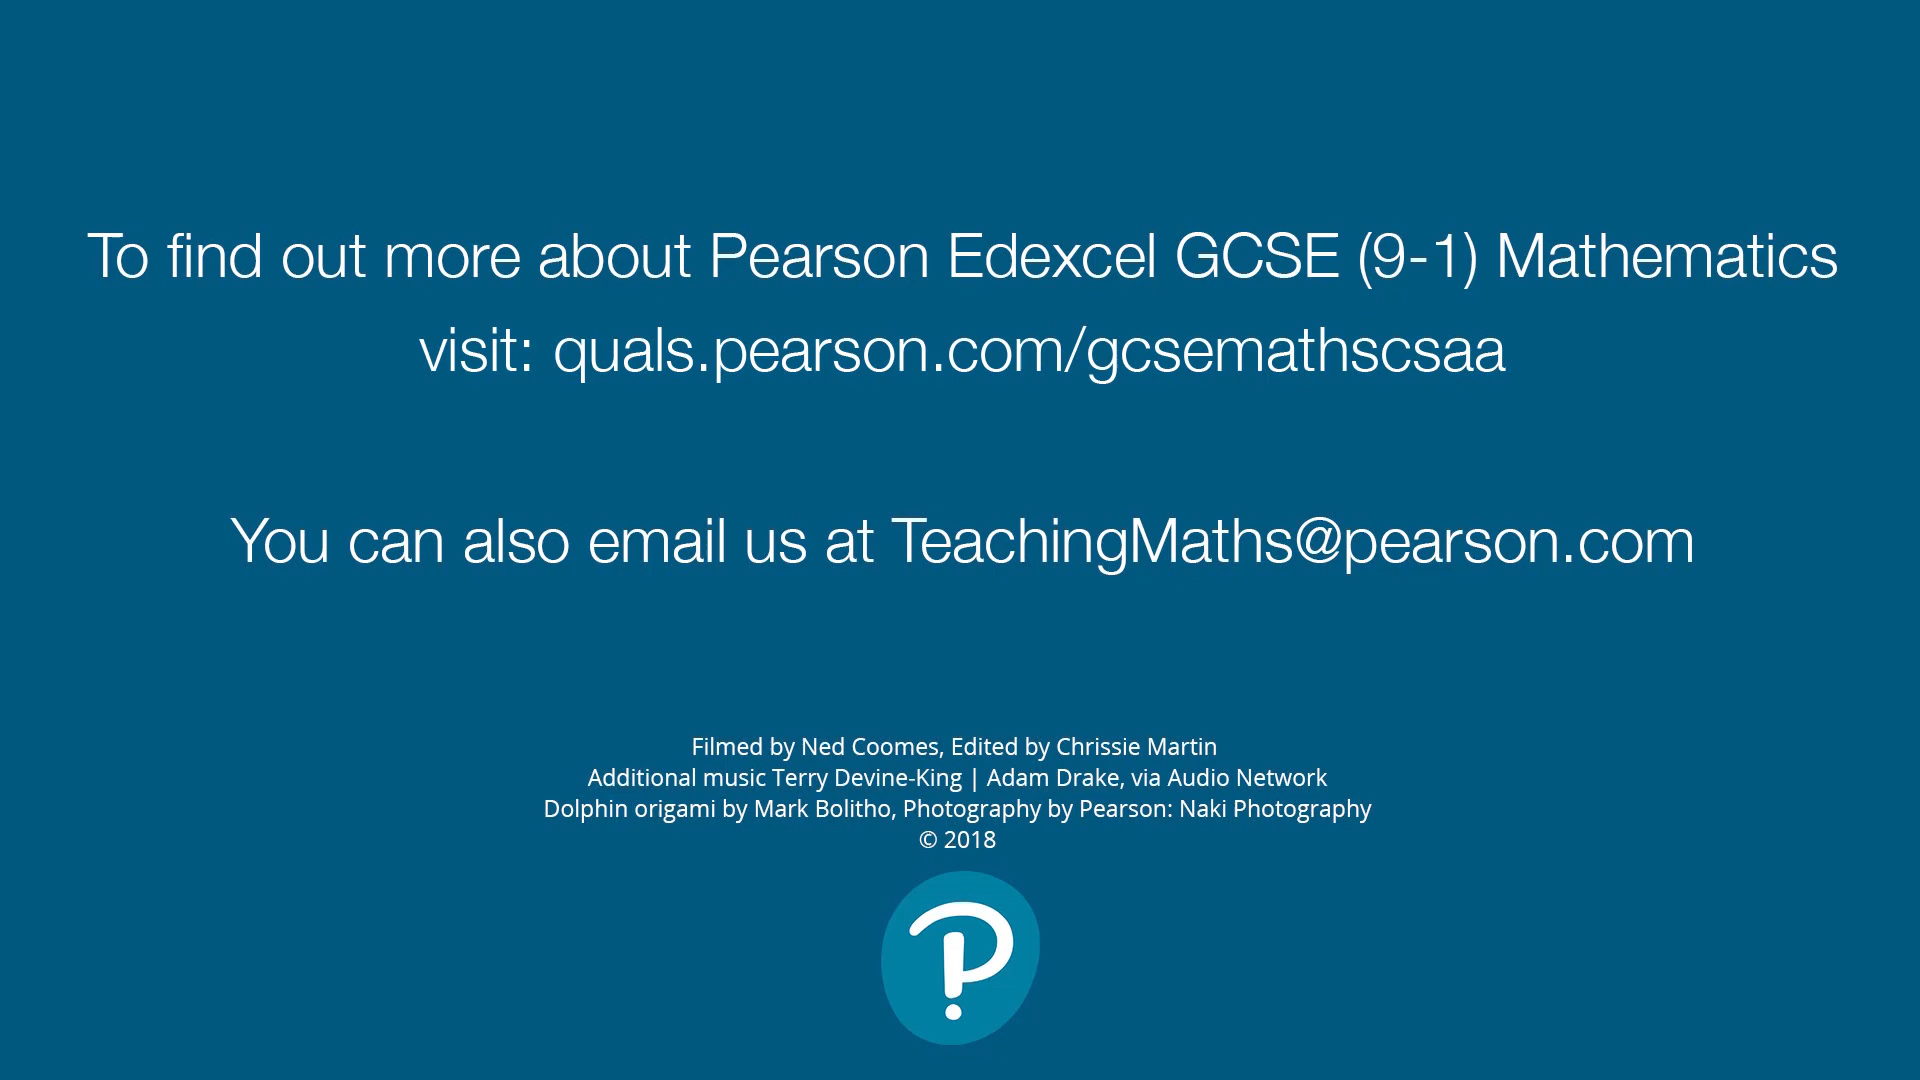 To find out more about Pearson Edexcel GCSE (9-1) Mathematics
visit: quals.pearson.com/gcsemathscsaa
You can also email us at TeachingMaths@pearson.com
Filmed by Ned Coomes, Edited by Chrissie Martin
Additional music Terry Devine-King | Adam Drake, via Audio Network
Dolphin origami by Mark Bolitho, Photography by Pearson: Naki Photography
© 2018